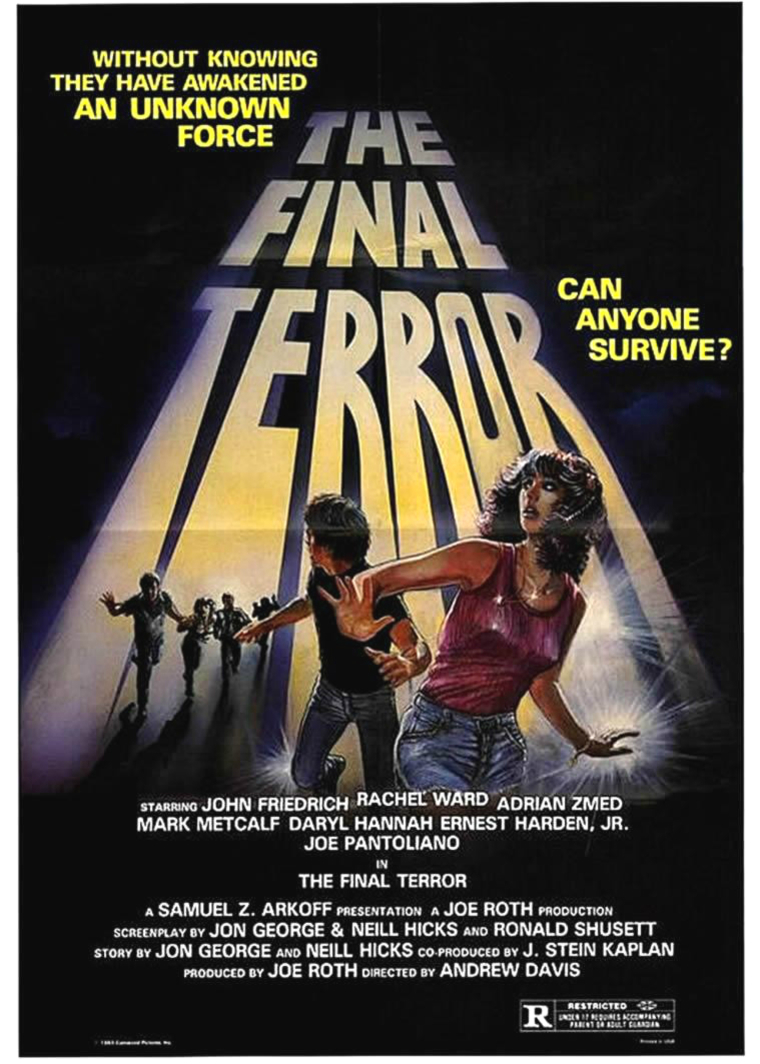 WITHOUT KNOWING
THEY HAVE AWAKENED
AN UNKNOWN
FORCE
THE
FINAL
TERROR
CAN
ANYONE
SURVIVE?
STARRING JOHN FRIEDRICH RACHEL WARD ADRIAN ZMED
MARK METCALF DARYL HANNAH ERNEST HARDEN, JR.
JOE PANTOLIANO
IN
THE FINAL TERROR
A SAMUEL Z. ARKOFF PRESENTATION A JOE ROTH PRODUCTION
SCREENPLAY BY JON GEORGE & NEILL HICKS AND RONALD SHUSETT
STORY BY JON GEORGE AND NEILL HICKS CO-PRODUCED BY J. STEIN KAPLAN
PRODUCED BY JOE ROTH DIRECTED BY ANDREW DAVIS
R
RESTRICTED
UNDER 17 REQUIRES ACCOMPANYING
PARENT OR ADULT GUARDIAN
Printed in USA